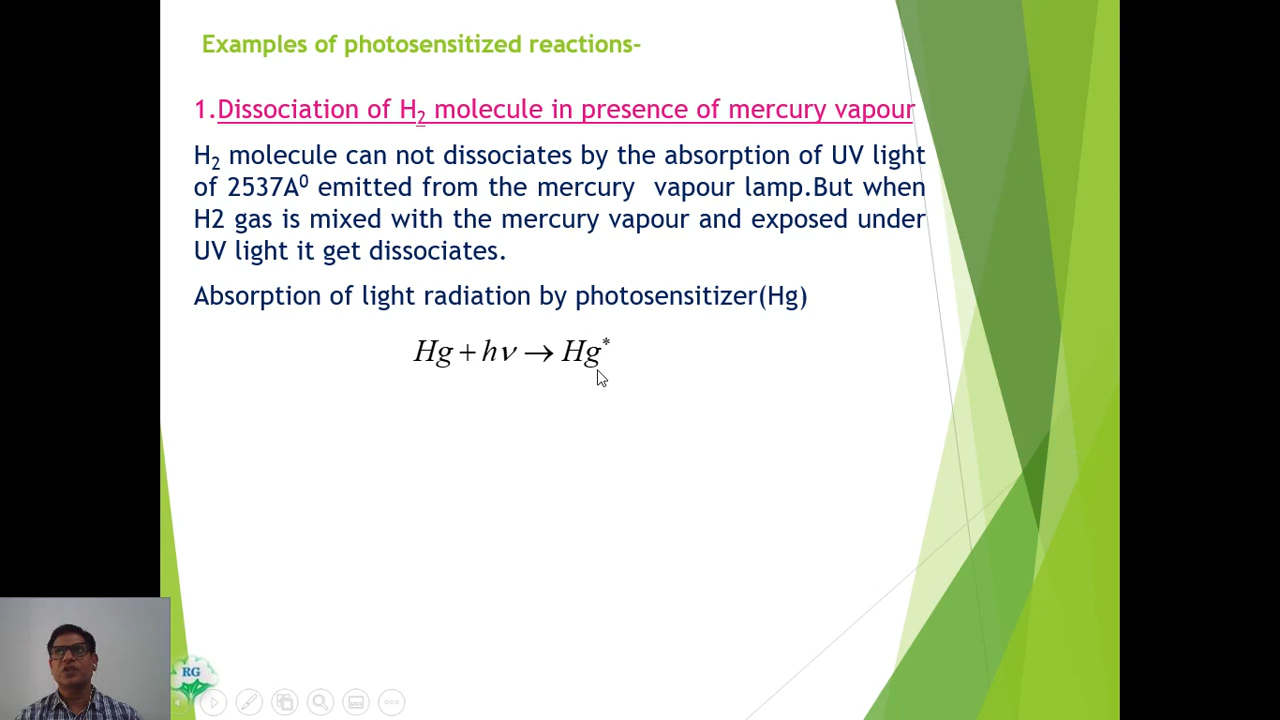 Examples of photosensitized reactions-
1.Dissociation of H₂ molecule in presence of mercury vapour
H₂ molecule can not dissociates by the absorption of UV light
of 2537A⁰ emitted from the mercury vapour lamp.But when
H2 gas is mixed with the mercury vapour and exposed under
UV light it get dissociates.
Absorption of light radiation by photosensitizer(Hg)
Hg + hν → Hg*
RG